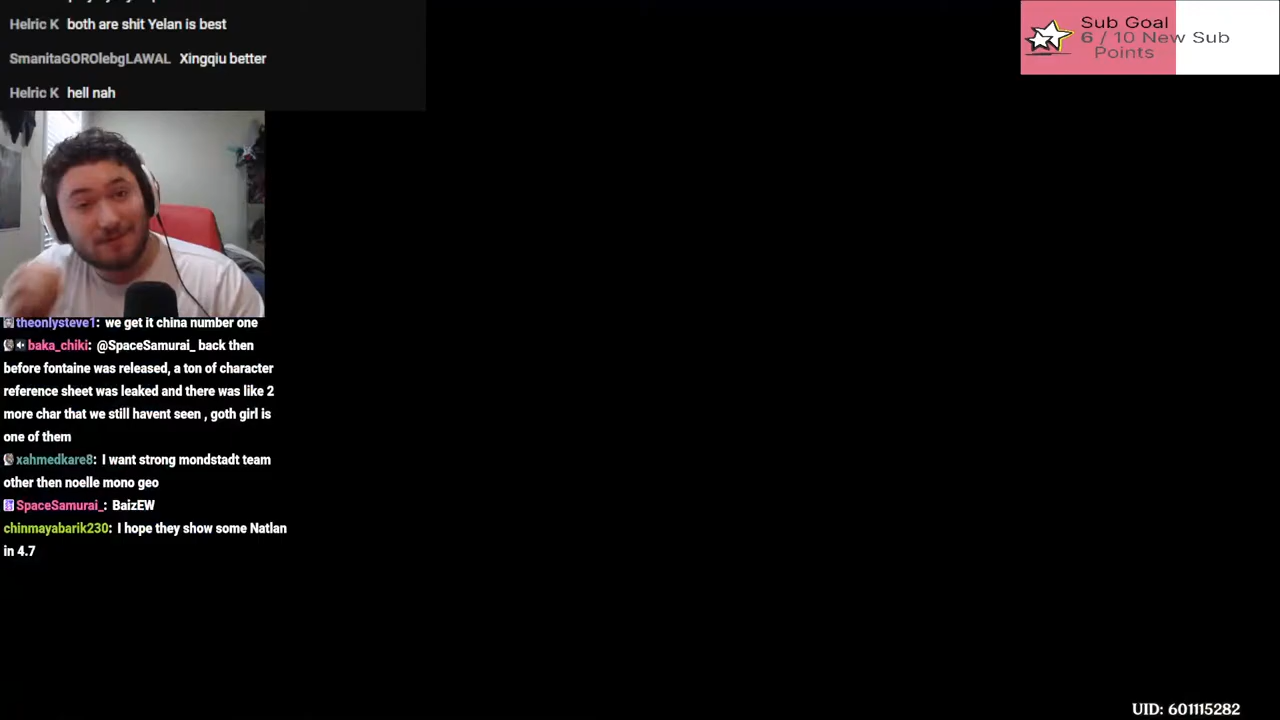 Helric K both are shit Yelan is best
SmanitaGOROlebgLAWAL Xingqiu better
Helric K hell nah
Sub Goal
6 / 10 New Sub
Points
theonlysteve1: we get it china number one
baka_chiki: @SpaceSamurai_ back then
before fontaine was released, a ton of character
reference sheet was leaked and there was like 2
more char that we still havent seen , goth girl is
one of them
xahmedkare8: I want strong mondstadt team
other then noelle mono geo
SpaceSamurai_: BaizEW
chinmayabarik230: I hope they show some Natlan
in 4.7
UID: 601115282